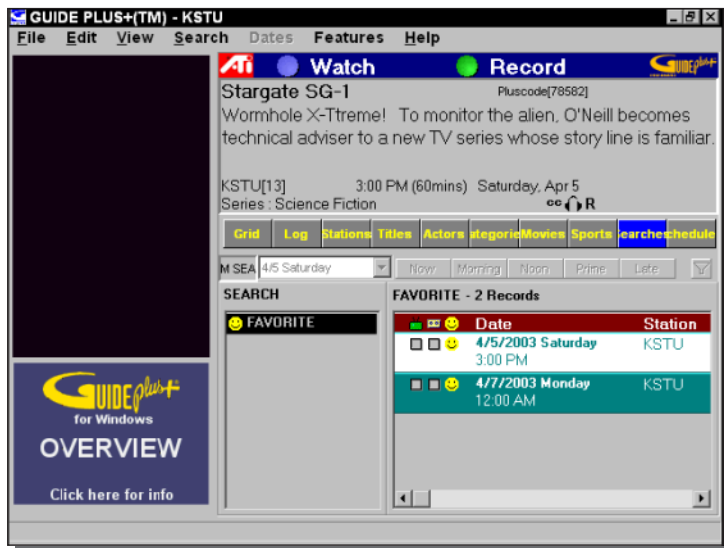 GUIDE PLUS+(TM) - KSTU
File Edit View Search Dates Features Help
ATi Watch Record GUIDEplus+
Stargate SG-1 Pluscode[78582]
Wormhole X-Ttreme! To monitor the alien, O'Neill becomes
technical adviser to a new TV series whose story line is familiar.
KSTU[13] 3:00 PM (60mins) Saturday, Apr 5
Series : Science Fiction cc R
Grid Log Stations Titles Actors ategorie Movies Sports earches chedule
M SEA 4/5 Saturday Now Morning Noon Prime Late
SEARCH
FAVORITE
FAVORITE - 2 Records
Date Station
4/5/2003 Saturday KSTU
3:00 PM
4/7/2003 Monday KSTU
12:00 AM
GUIDEplus+
for Windows
OVERVIEW
Click here for info